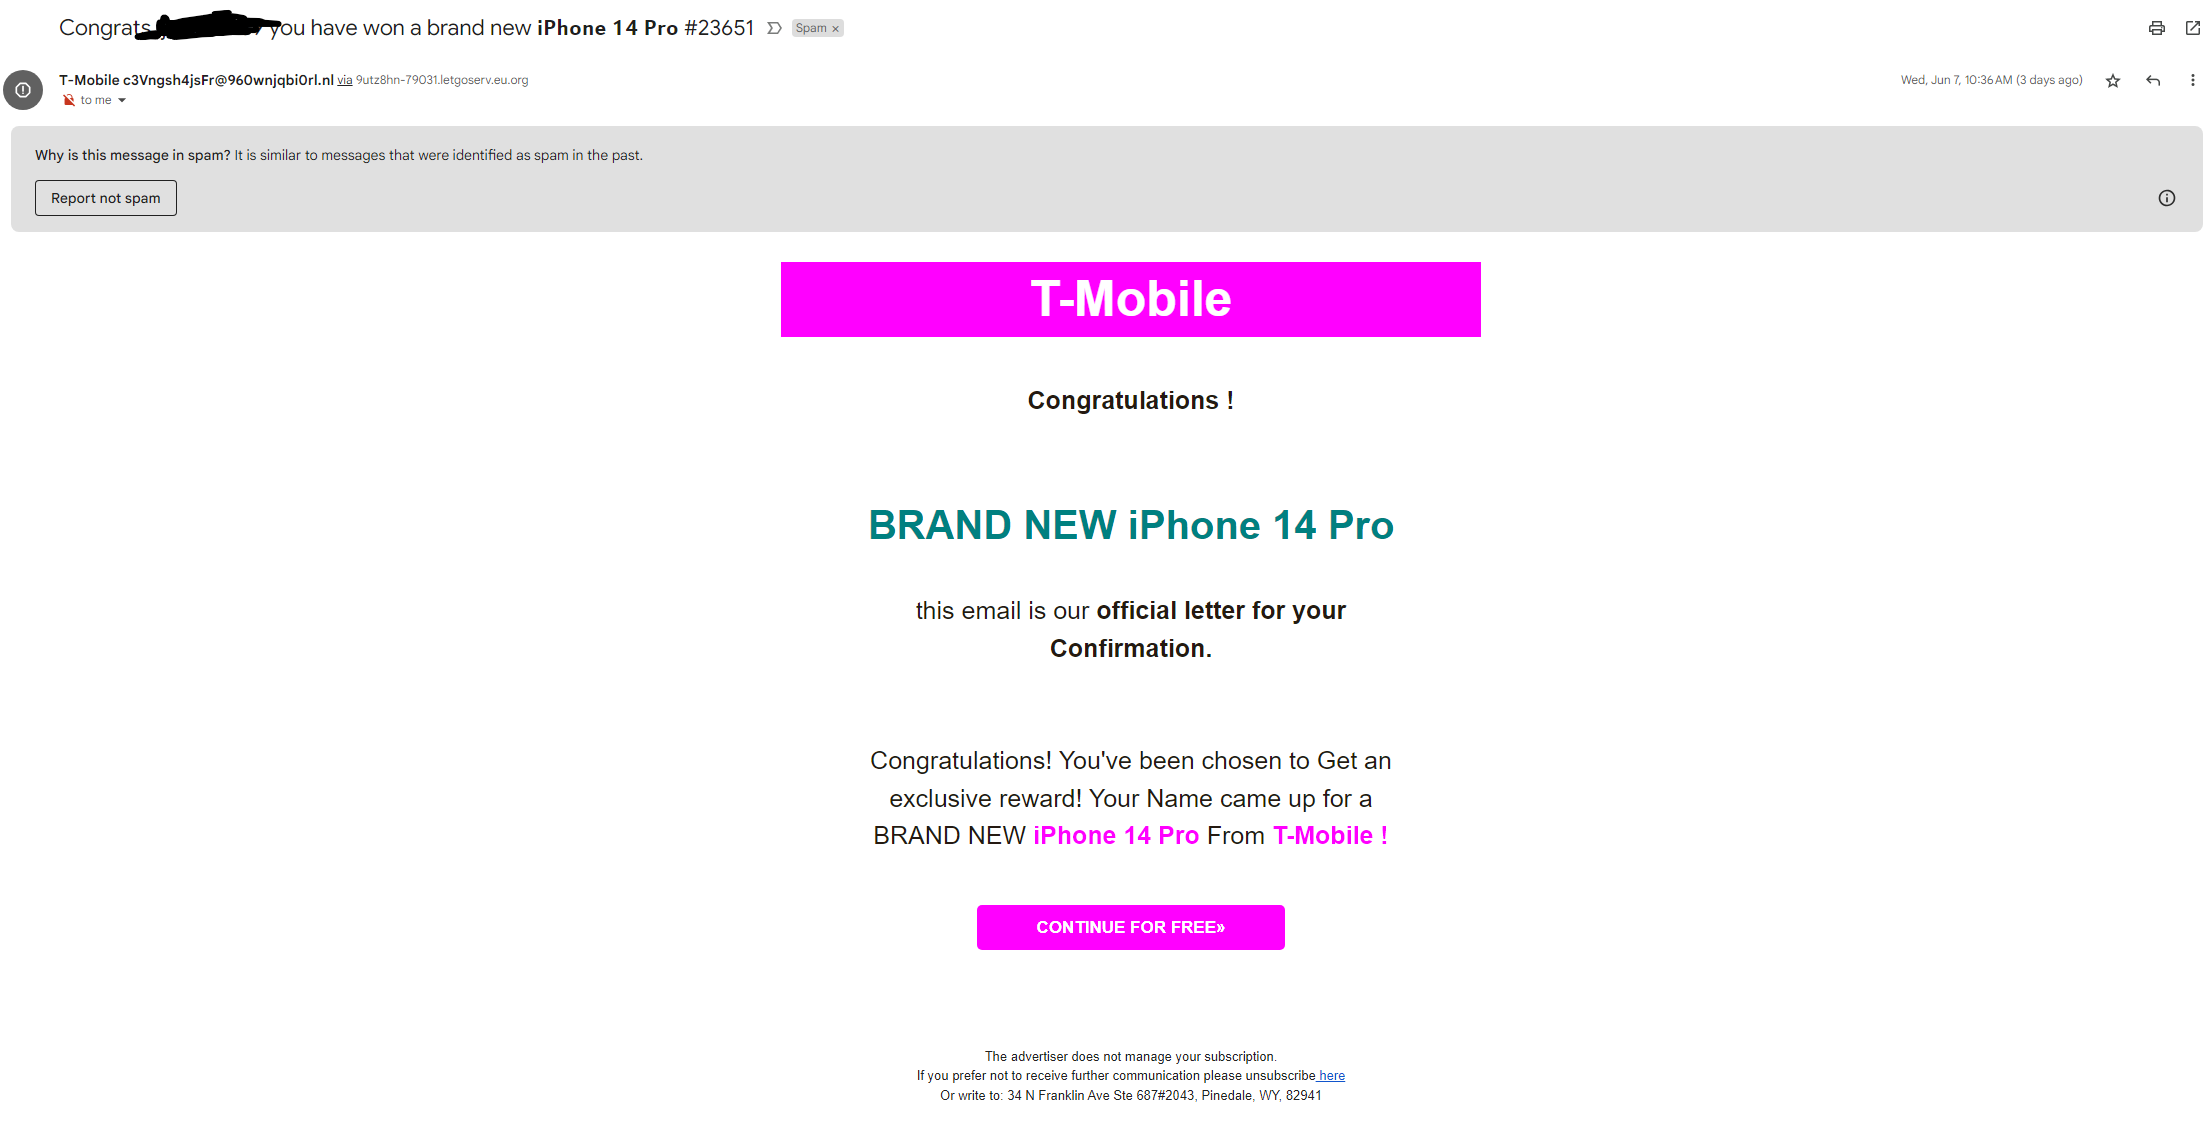 Congrats you have won a brand new iPhone 14 Pro #23651 Spam ×
T-Mobile c3Vngsh4jsFr@960wnjqbi0rl.nl via 9utz8hn-79031.letgoserv.eu.org
Wed, Jun 7, 10:36 AM (3 days ago)
to me
Why is this message in spam? It is similar to messages that were identified as spam in the past.
Report not spam
T-Mobile
Congratulations !
BRAND NEW iPhone 14 Pro
this email is our official letter for your
Confirmation.
Congratulations! You've been chosen to Get an
exclusive reward! Your Name came up for a
BRAND NEW iPhone 14 Pro From T-Mobile !
CONTINUE FOR FREE»
The advertiser does not manage your subscription.
If you prefer not to receive further communication please unsubscribe here
Or write to: 34 N Franklin Ave Ste 687#2043, Pinedale, WY, 82941